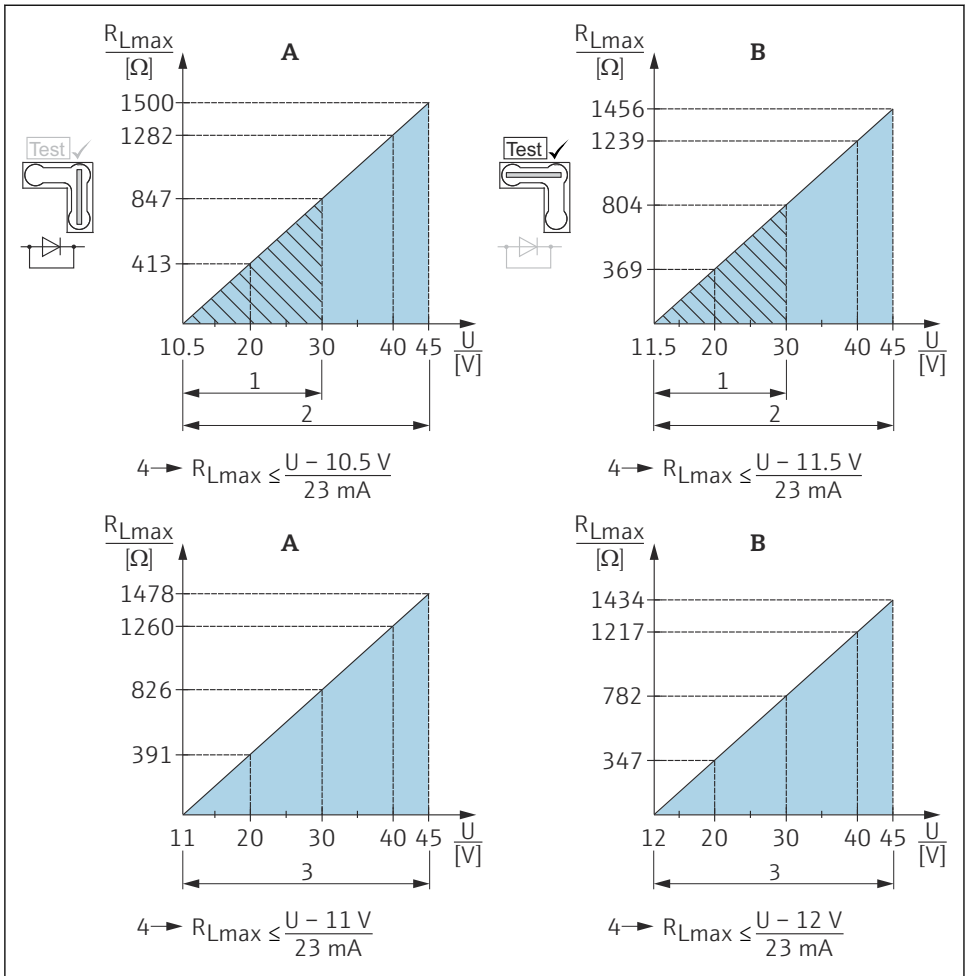 RLmax
[Ω]
A
1500
1282
847
413
Test
10.5 20 30 40 45 U
[V]
1
2
4 RLmax ≤ U – 10.5 V
23 mA
RLmax
[Ω]
B
1456
1239
804
369
Test
11.5 20 30 40 45 U
[V]
1
2
4 RLmax ≤ U – 11.5 V
23 mA
RLmax
[Ω]
A
1478
1260
826
391
11 20 30 40 45 U
[V]
3
4 RLmax ≤ U – 11 V
23 mA
RLmax
[Ω]
B
1434
1217
782
347
12 20 30 40 45 U
[V]
3
4 RLmax ≤ U – 12 V
23 mA